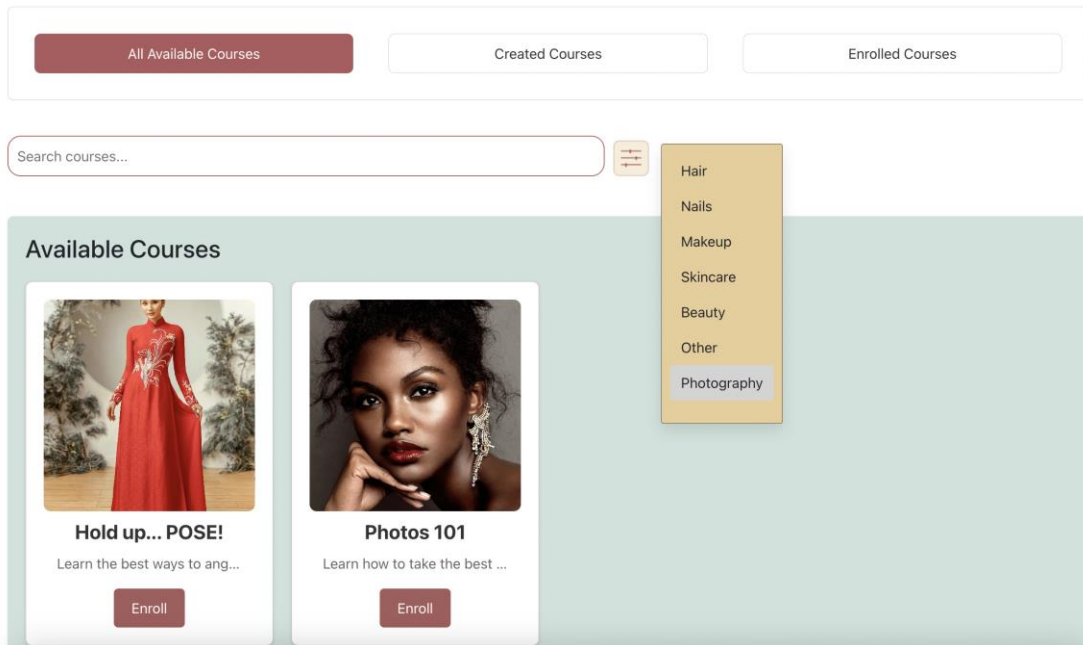 All Available Courses
Created Courses
Enrolled Courses
Search courses...
Hair
Nails
Makeup
Skincare
Beauty
Other
Photography
Available Courses
Hold up... POSE!
Learn the best ways to ang...
Enroll
Photos 101
Learn how to take the best ...
Enroll